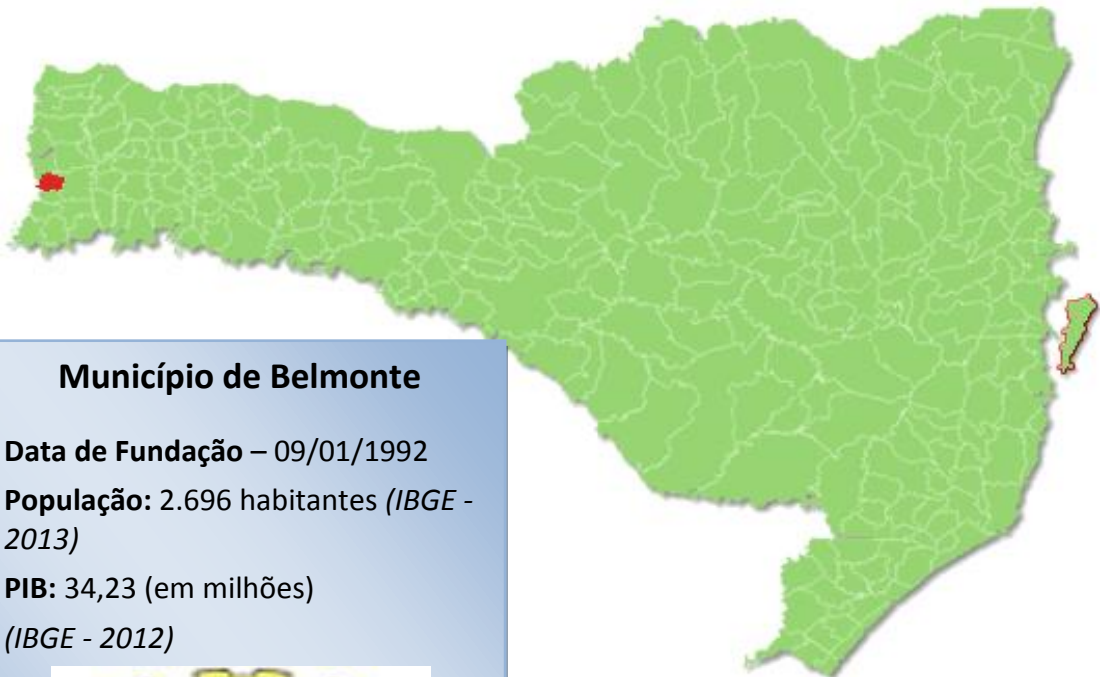 Município de Belmonte
Data de Fundação – 09/01/1992
População: 2.696 habitantes (IBGE -
2013)
PIB: 34,23 (em milhões)
(IBGE - 2012)